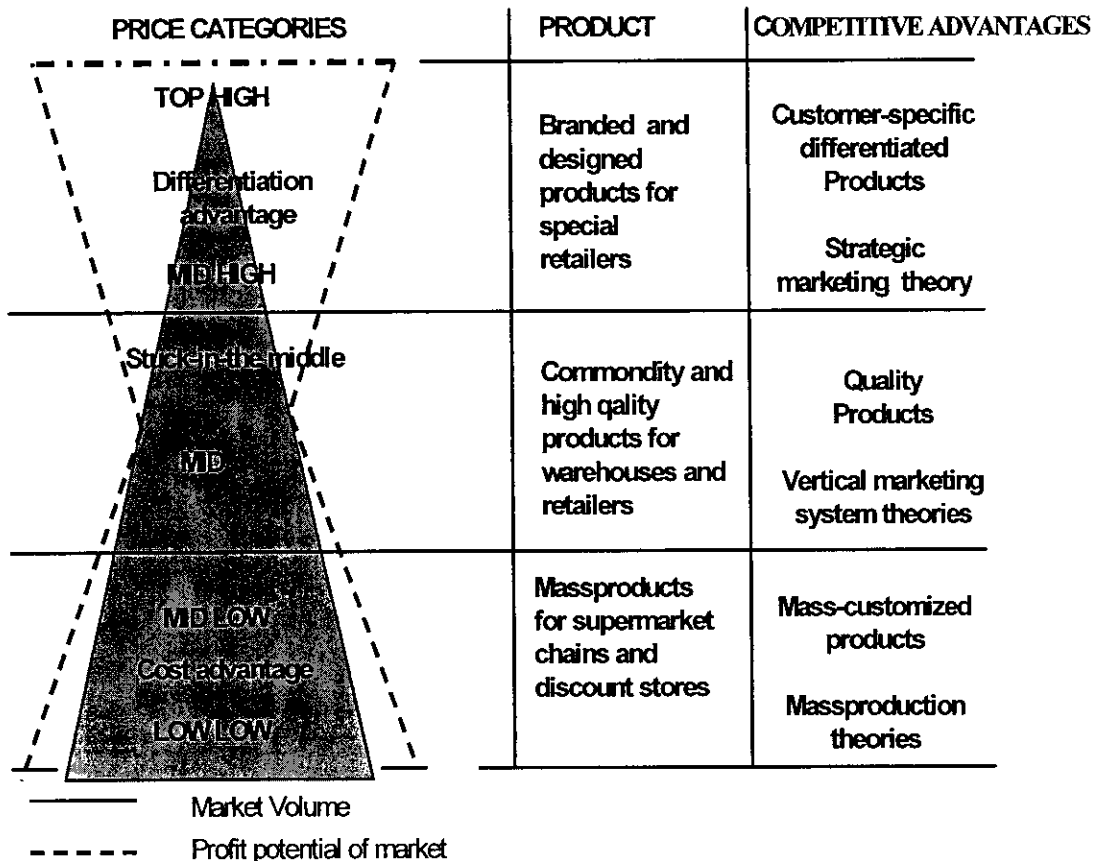 PRICE CATEGORIES
PRODUCT
COMPETITIVE ADVANTAGES
TOP HIGH
Differentiation
advantage
MID HIGH
Branded and
designed
products for
special
retailers
Customer-specific
differentiated
Products
Strategic
marketing theory
Stuck-in-the middle
MID
Commondity and
high qality
products for
warehouses and
retailers
Quality
Products
Vertical marketing
system theories
MID LOW
Cost advantage
LOW LOW
Massproducts
for supermarket
chains and
discount stores
Mass-customized
products
Massproduction
theories
Market Volume
Profit potential of market